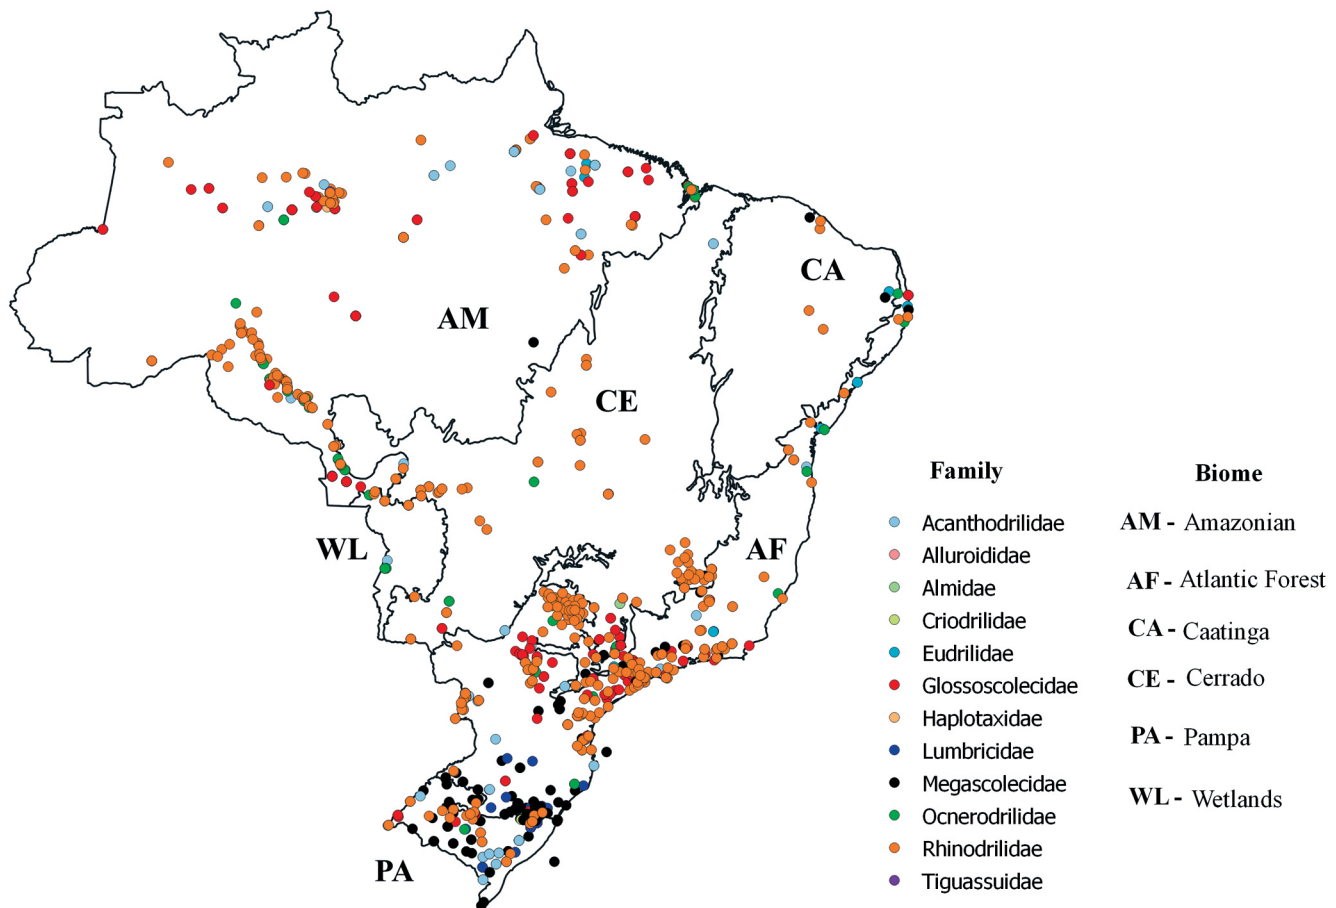 CA
AM
CE
WL
AF
PA
Family
Acanthodrilidae
Alluroididae
Almidae
Criodrilidae
Eudrilidae
Glossoscolecidae
Haplotaxidae
Lumbricidae
Megascolecidae
Ocnerodrilidae
Rhinodrilidae
Tiguassuidae
Biome
AM - Amazonian
AF - Atlantic Forest
CA - Caatinga
CE - Cerrado
PA - Pampa
WL - Wetlands